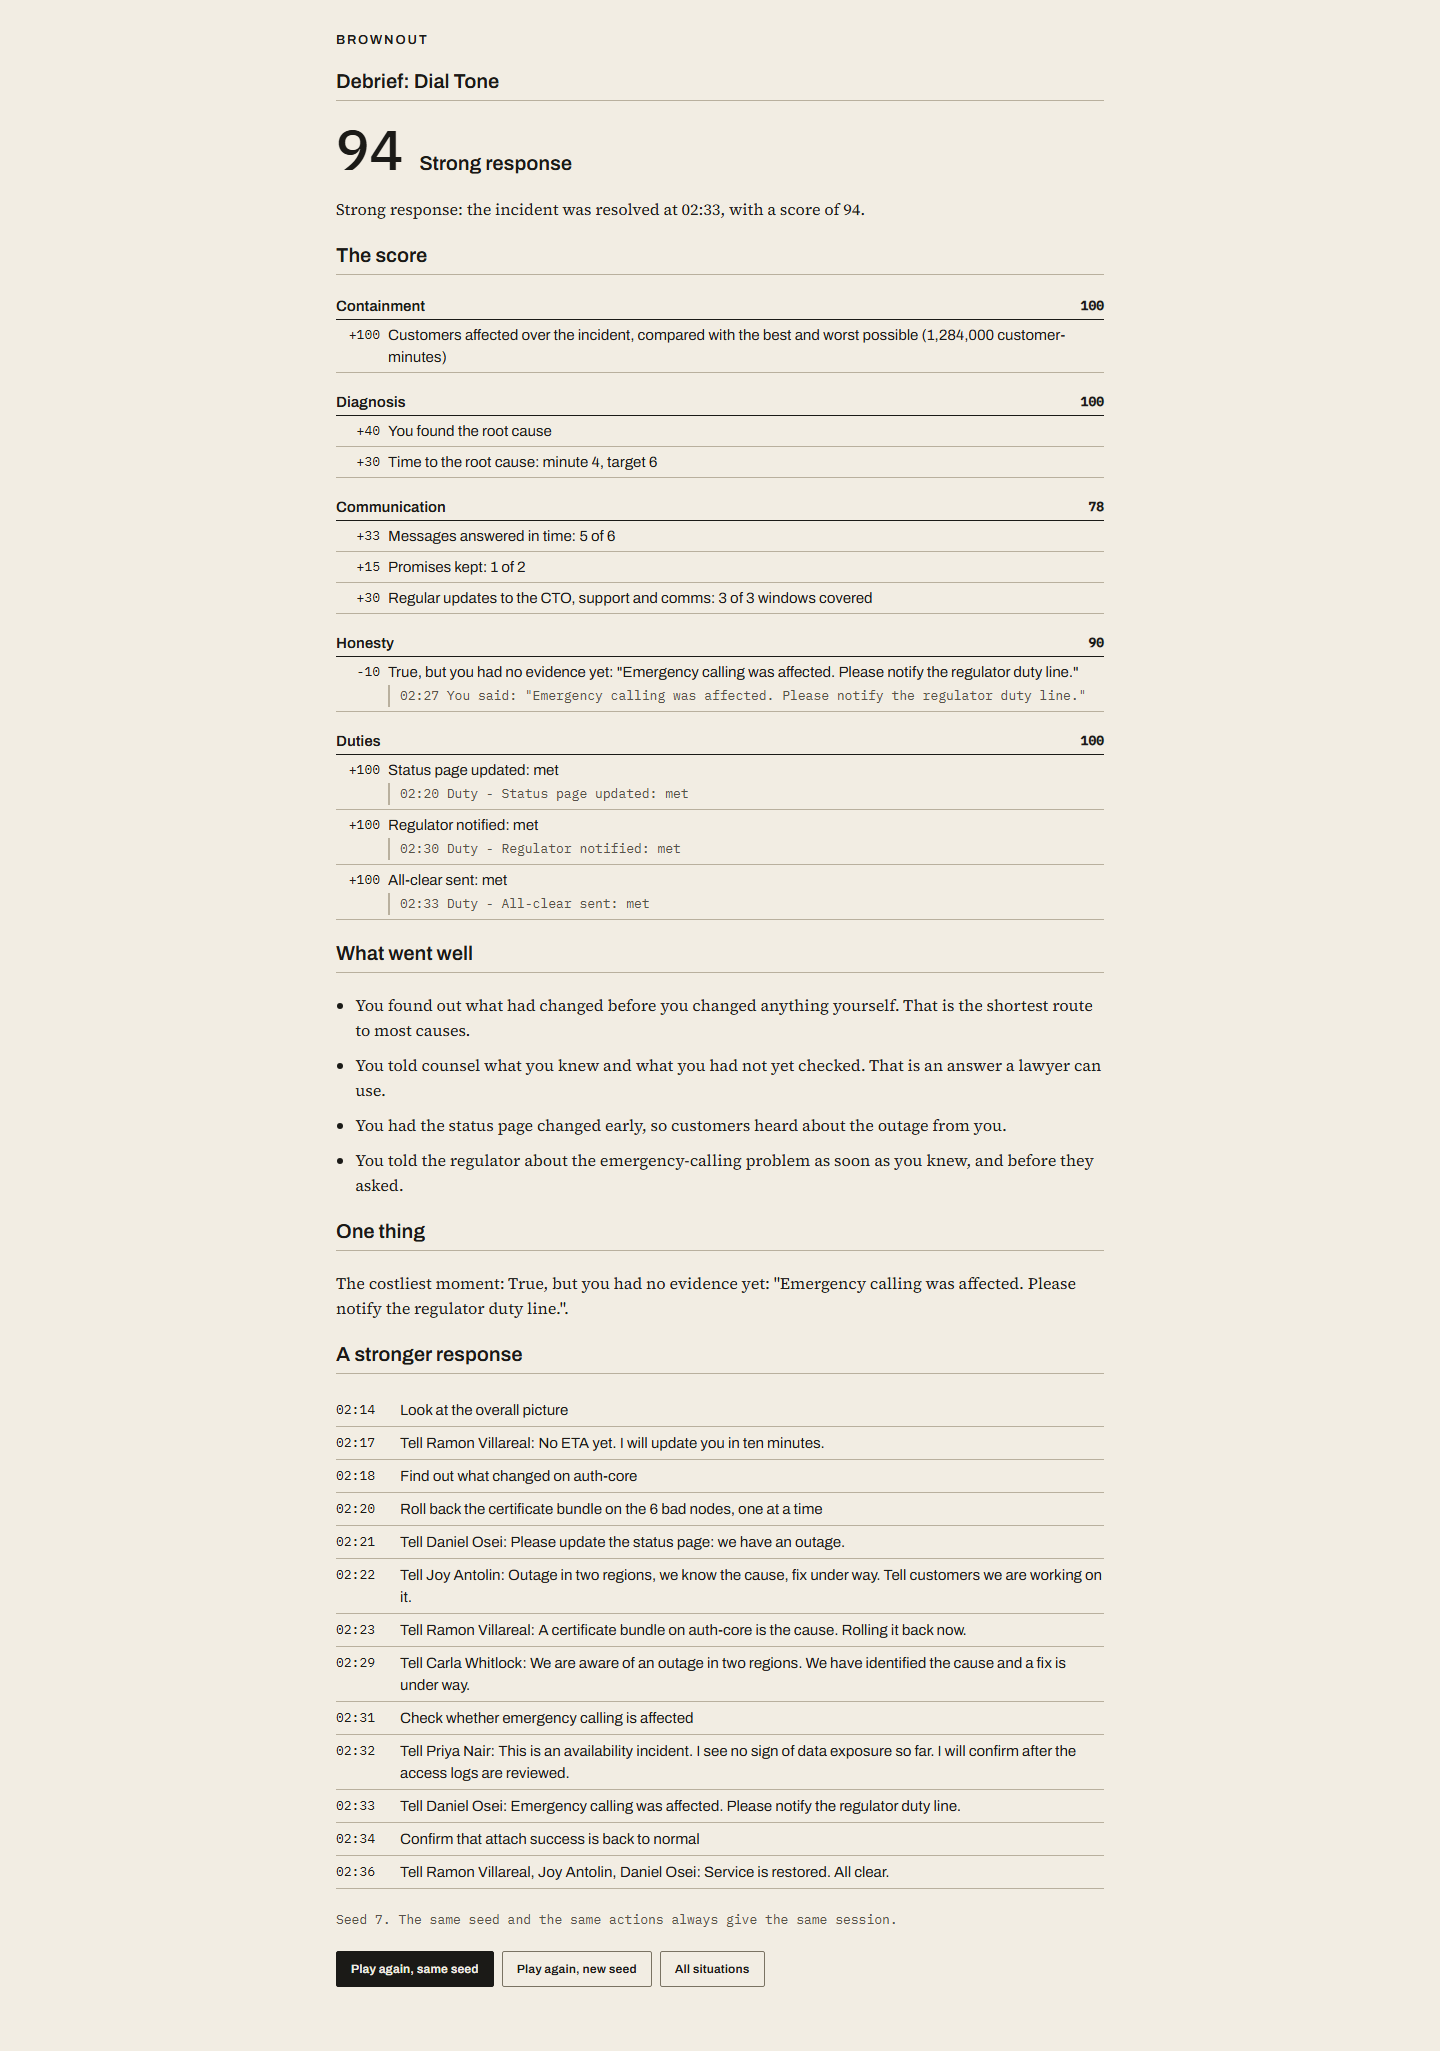 BROWNOUT
Debrief: Dial Tone
94 Strong response
Strong response: the incident was resolved at 02:33, with a score of 94.
The score
Containment 100
+100 Customers affected over the incident, compared with the best and worst possible (1,284,000 customer-
minutes)
Diagnosis 100
+40 You found the root cause
+30 Time to the root cause: minute 4, target 6
Communication 78
+33 Messages answered in time: 5 of 6
+15 Promises kept: 1 of 2
+30 Regular updates to the CTO, support and comms: 3 of 3 windows covered
Honesty 90
-10 True, but you had no evidence yet: "Emergency calling was affected. Please notify the regulator duty line."
02:27 You said: "Emergency calling was affected. Please notify the regulator duty line."
Duties 100
+100 Status page updated: met
02:20 Duty - Status page updated: met
+100 Regulator notified: met
02:30 Duty - Regulator notified: met
+100 All-clear sent: met
02:33 Duty - All-clear sent: met
What went well
• You found out what had changed before you changed anything yourself. That is the shortest route
to most causes.
• You told counsel what you knew and what you had not yet checked. That is an answer a lawyer can
use.
• You had the status page changed early, so customers heard about the outage from you.
• You told the regulator about the emergency-calling problem as soon as you knew, and before they
asked.
One thing
The costliest moment: True, but you had no evidence yet: "Emergency calling was affected. Please
notify the regulator duty line.".
A stronger response
02:14 Look at the overall picture
02:17 Tell Ramon Villareal: No ETA yet. I will update you in ten minutes.
02:18 Find out what changed on auth-core
02:20 Roll back the certificate bundle on the 6 bad nodes, one at a time
02:21 Tell Daniel Osei: Please update the status page: we have an outage.
02:22 Tell Joy Antolin: Outage in two regions, we know the cause, fix under way. Tell customers we are working on
it.
02:23 Tell Ramon Villareal: A certificate bundle on auth-core is the cause. Rolling it back now.
02:29 Tell Carla Whitlock: We are aware of an outage in two regions. We have identified the cause and a fix is
under way.
02:31 Check whether emergency calling is affected
02:32 Tell Priya Nair: This is an availability incident. I see no sign of data exposure so far. I will confirm after the
access logs are reviewed.
02:33 Tell Daniel Osei: Emergency calling was affected. Please notify the regulator duty line.
02:34 Confirm that attach success is back to normal
02:36 Tell Ramon Villareal, Joy Antolin, Daniel Osei: Service is restored. All clear.
Seed 7. The same seed and the same actions always give the same session.
Play again, same seed Play again, new seed All situations